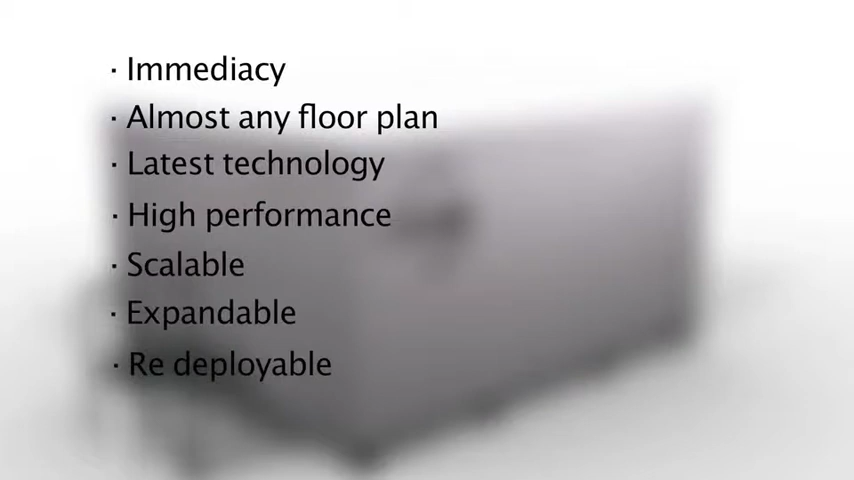 · Immediacy
· Almost any floor plan
· Latest technology
· High performance
· Scalable
· Expandable
· Re deployable